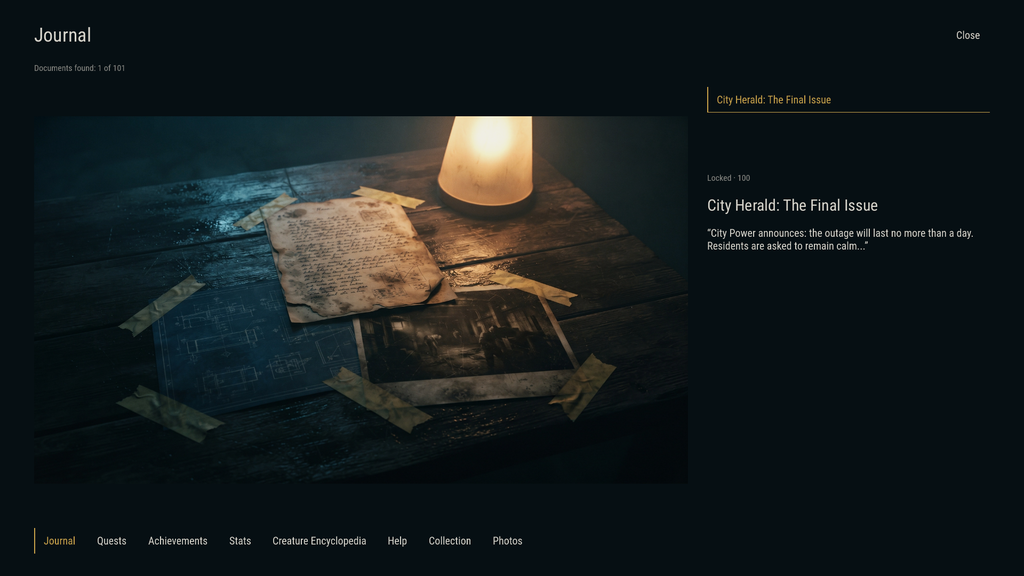 Journal
Close
Documents found: 1 of 101
City Herald: The Final Issue
Locked · 100
City Herald: The Final Issue
“City Power announces: the outage will last no more than a day.
Residents are asked to remain calm...”
Journal Quests Achievements Stats Creature Encyclopedia Help Collection Photos